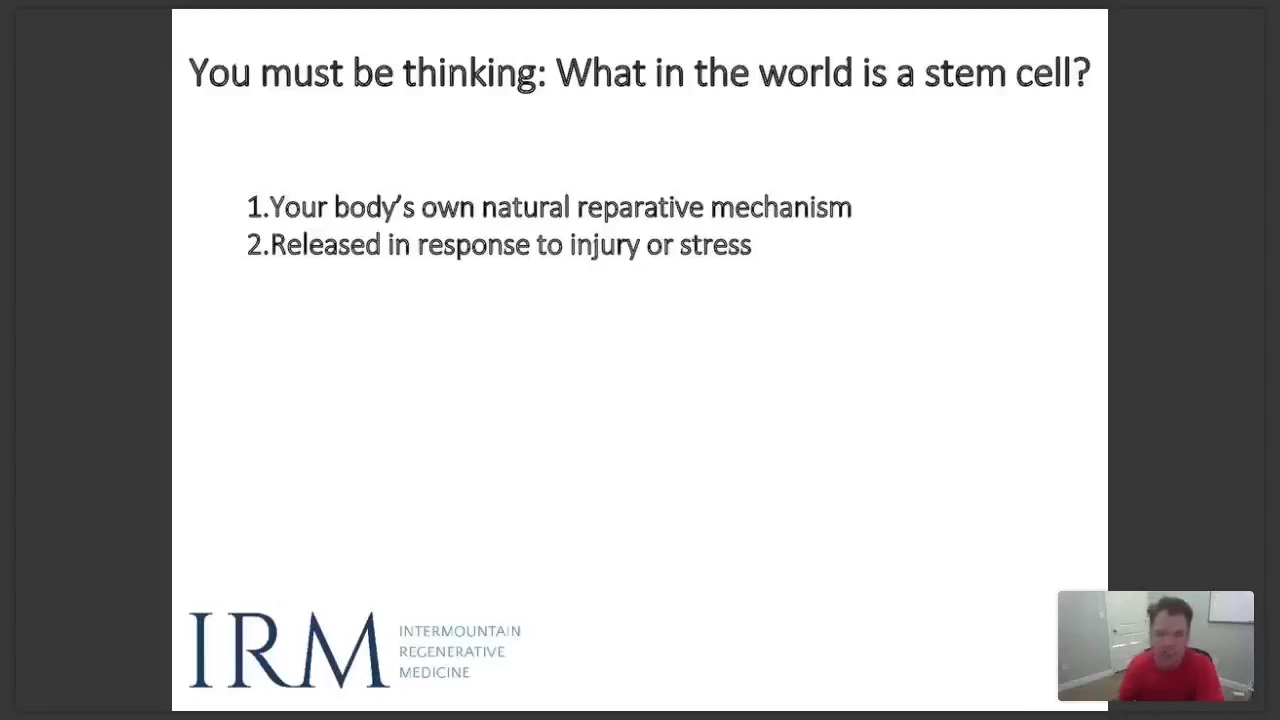 You must be thinking: What in the world is a stem cell?
1.Your body's own natural reparative mechanism
2.Released in response to injury or stress
IRM
INTERMOUNTAIN
REGENERATIVE
MEDICINE